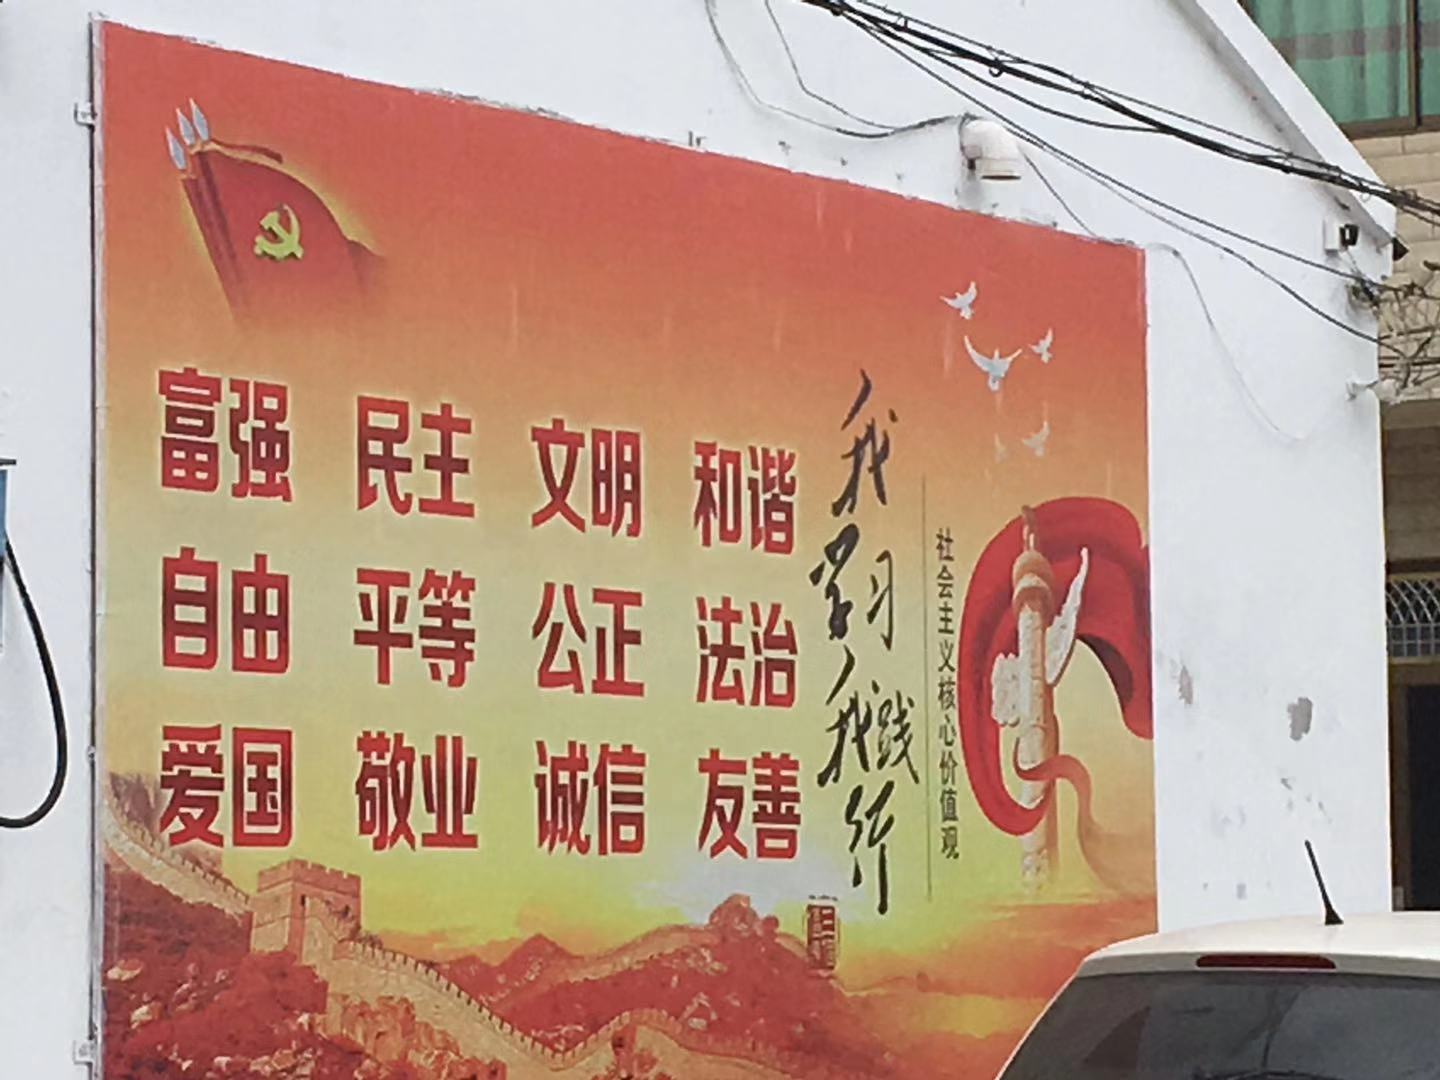 富强 民主 文明 和谐
自由 平等 公正 法治
爱国 敬业 诚信 友善
我学习我践行
社会主义核心价值观